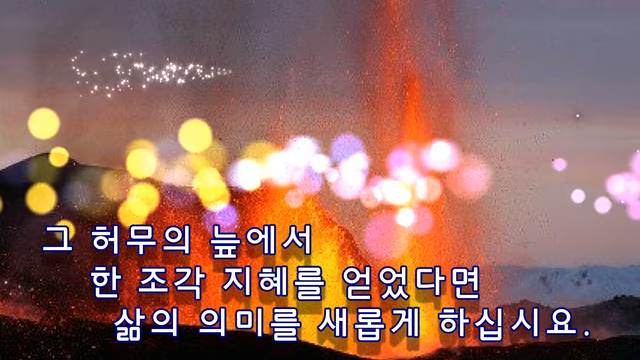 그 허무의 늪에서
한 조각 지혜를 얻었다면
삶의 의미를 새롭게 하십시요.